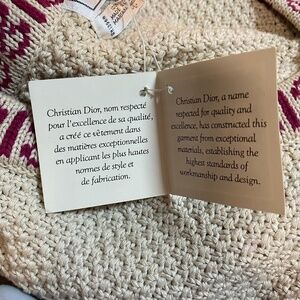 Christian Dior, nom respecté
pour l'excellence de sa qualité,
a créé ce vêtement dans
des matières exceptionnelles
en applicant les plus hautes
normes de style et
de fabrication.
Christian Dior, a name
respected for quality and
excellence, has constructed this
garment from exceptional
materials, establishing the
highest standards of
workmanship and design.